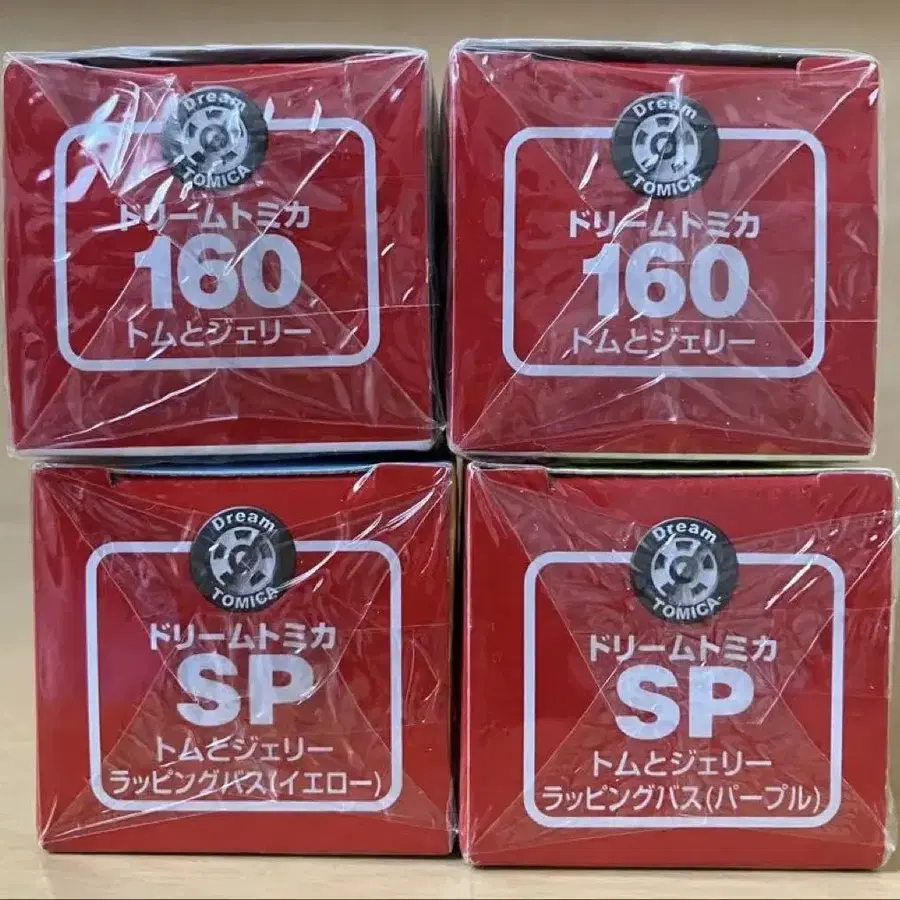 Dream
TOMICA
ドリームトミカ
160
トムとジェリー
Dream
TOMICA
ドリームトミカ
160
トムとジェリー
Dream
TOMICA
ドリームトミカ
SP
トムとジェリー
ラッピングバス(イエロー)
Dream
TOMICA
ドリームトミカ
SP
トムとジェリー
ラッピングバス(パープル)